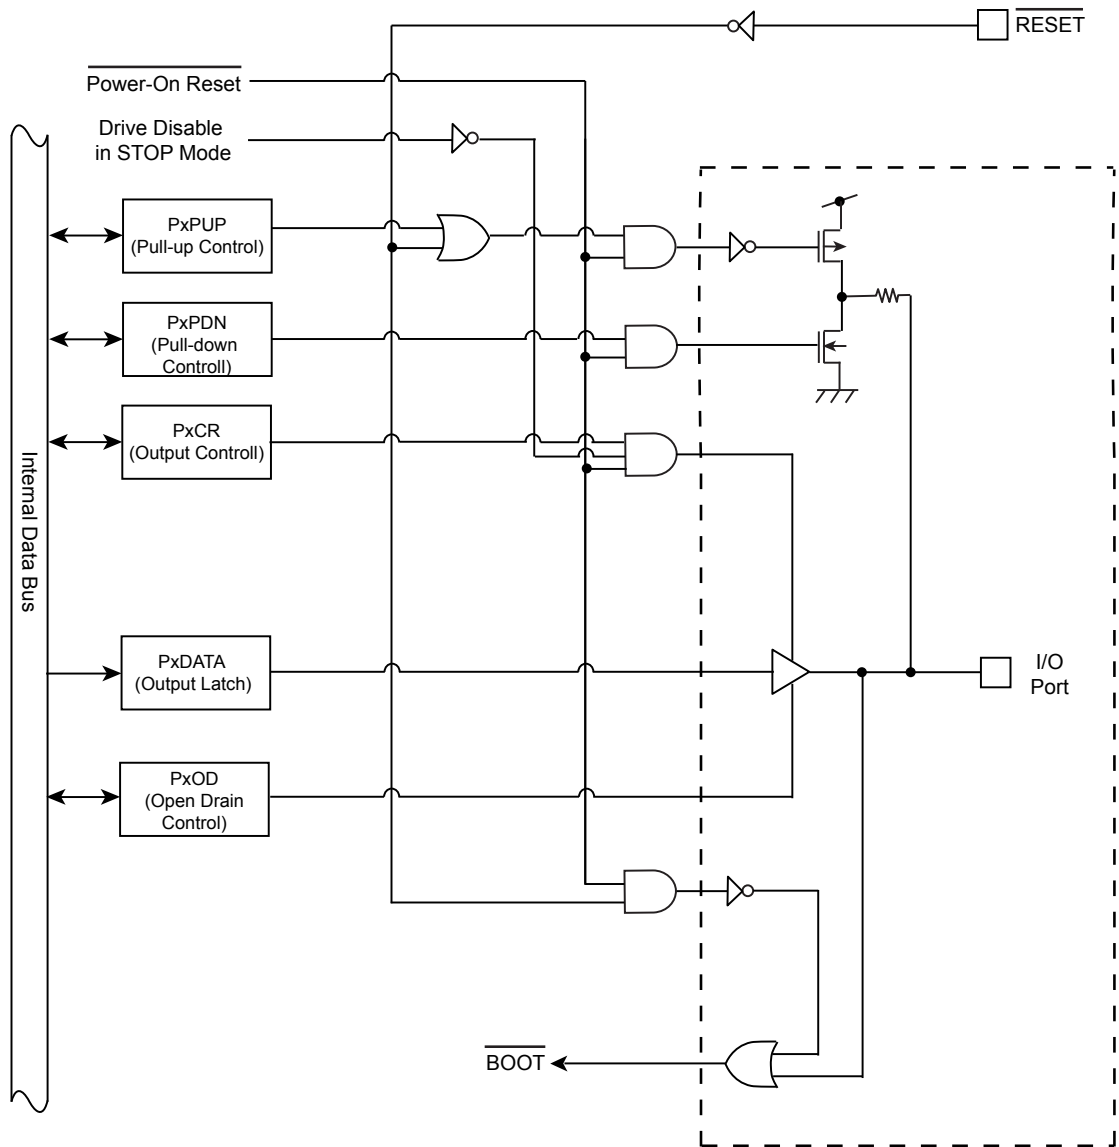 RESET
Power-On Reset
Drive Disable
in STOP Mode
PxPUP
(Pull-up Control)
PxPDN
(Pull-down
Controll)
PxCR
(Output Controll)
Internal Data Bus
PxDATA
(Output Latch)
I/O
Port
PxOD
(Open Drain
Control)
BOOT